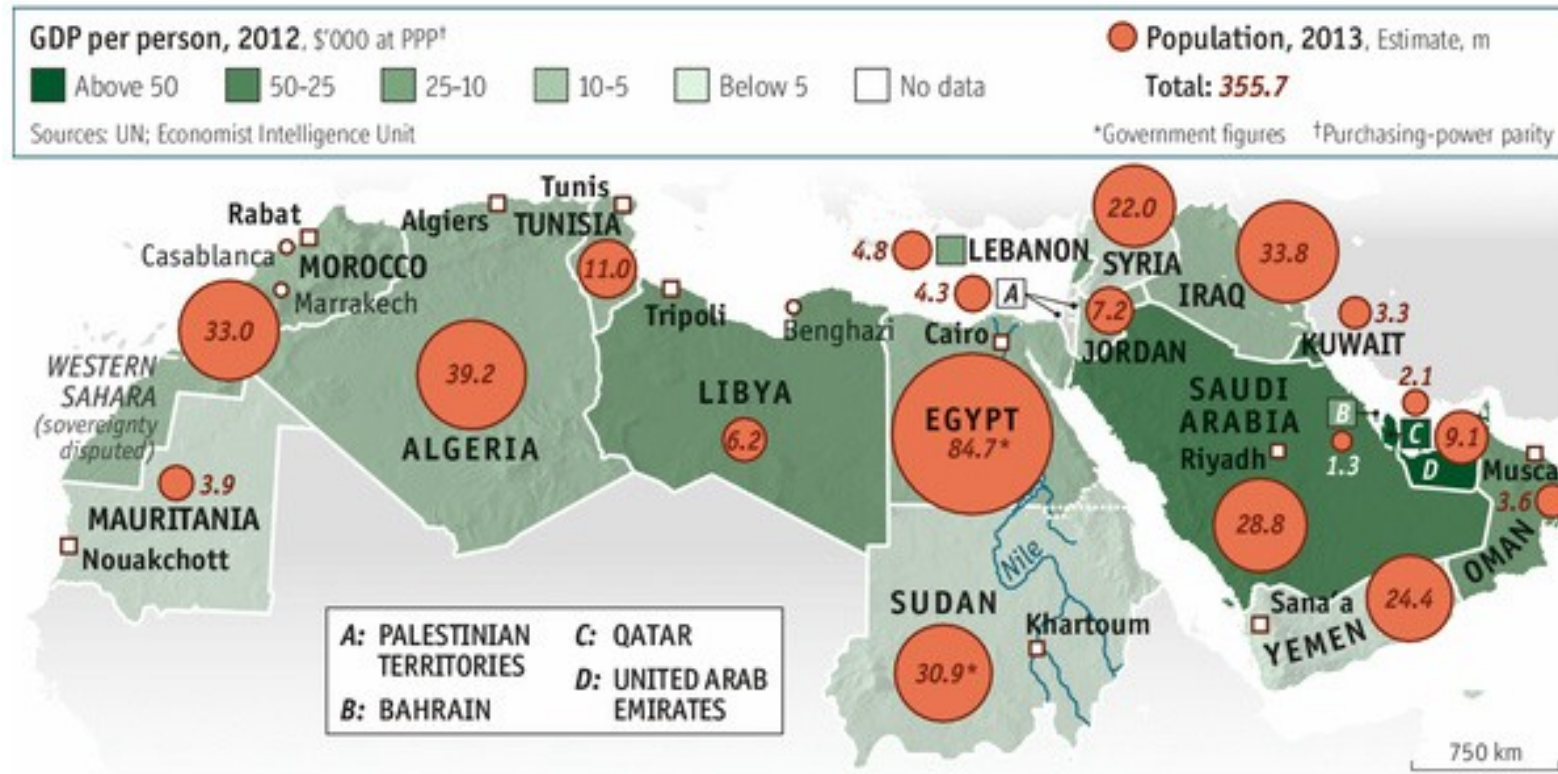 GDP per person, 2012, $'000 at PPP†
Above 50
50-25
25-10
10-5
Below 5
No data
Sources: UN; Economist Intelligence Unit
Population, 2013, Estimate, m
Total: 355.7
*Government figures †Purchasing-power parity
Rabat
Casablanca
MOROCCO
Marrakech
33.0
WESTERN
SAHARA
(sovereignty
disputed)
3.9
MAURITANIA
Nouakchott
Algiers
39.2
ALGERIA
Tunis
TUNISIA
11.0
Tripoli
Benghazi
LIBYA
6.2
4.8
LEBANON
4.3
A
Cairo
EGYPT
84.7*
Nile
SUDAN
Khartoum
30.9*
22.0
SYRIA
7.2
JORDAN
33.8
IRAQ
3.3
KUWAIT
SAUDI
ARABIA
Riyadh
28.8
B
1.3
2.1
C
9.1
D
Musca
3.6
OMAN
Sana'a
YEMEN
24.4
A: PALESTINIAN
TERRITORIES
B: BAHRAIN
C: QATAR
D: UNITED ARAB
EMIRATES
750 km